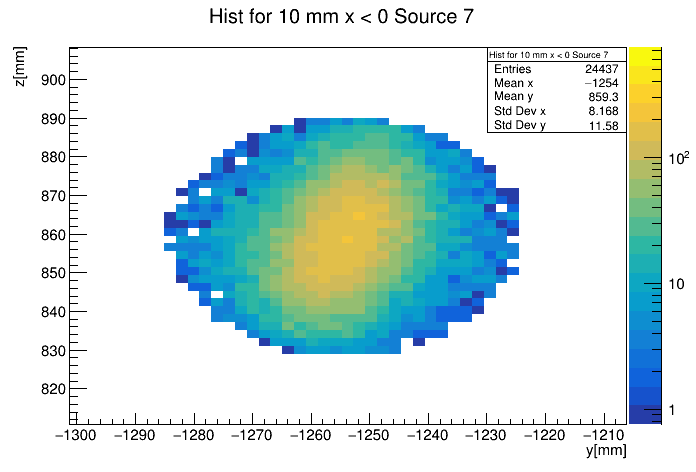 Hist for 10 mm x < 0 Source 7
z[mm]
Hist for 10 mm x < 0 Source 7
Entries 24437
Mean x −1254
Mean y 859.3
Std Dev x 8.168
Std Dev y 11.58
900
890
880
870
860
850
840
830
820
10²
10
1
−1300 −1290 −1280 −1270 −1260 −1250 −1240 −1230 −1220 −1210
y[mm]